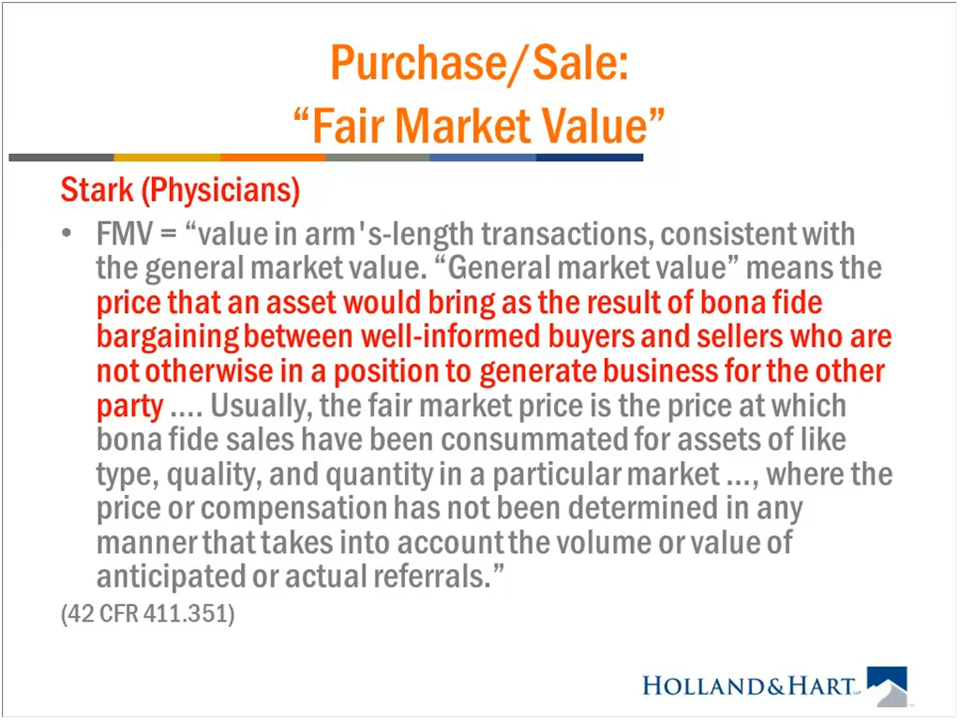 Purchase/Sale:
“Fair Market Value”
Stark (Physicians)
• FMV = “value in arm's-length transactions, consistent with
the general market value. “General market value” means the
price that an asset would bring as the result of bona fide
bargaining between well-informed buyers and sellers who are
not otherwise in a position to generate business for the other
party .... Usually, the fair market price is the price at which
bona fide sales have been consummated for assets of like
type, quality, and quantity in a particular market ..., where the
price or compensation has not been determined in any
manner that takes into account the volume or value of
anticipated or actual referrals.”
(42 CFR 411.351)
HOLLAND & HART